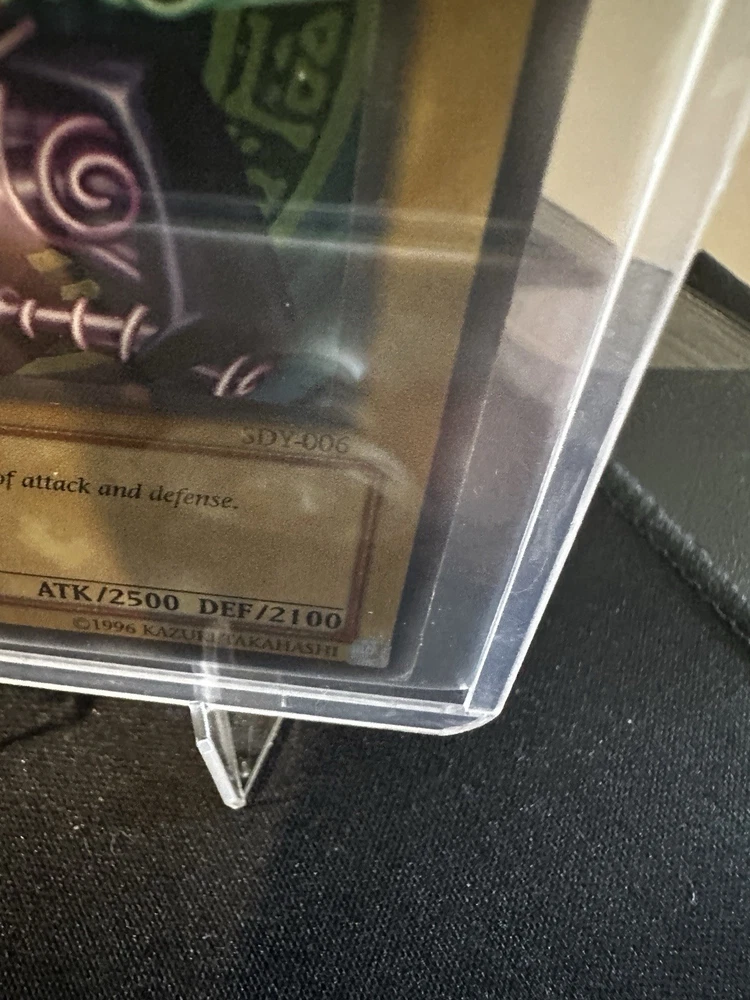 SDY-006
of attack and defense.
ATK/2500 DEF/2100
©1996 KAZUKI TAKAHASHI